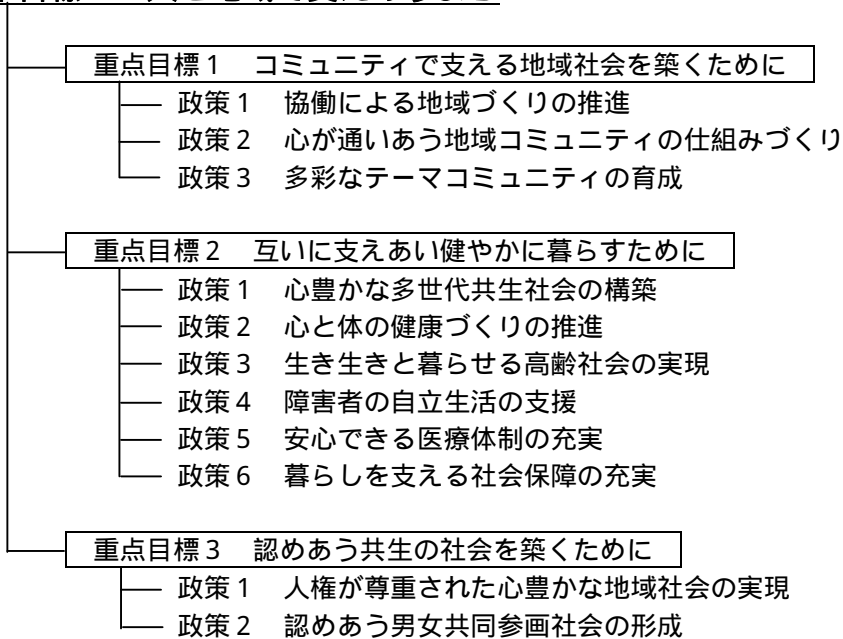 重点目標1 コミュニティで支える地域社会を築くために
政策1 協働による地域づくりの推進
政策2 心が通いあう地域コミュニティの仕組みづくり
政策3 多彩なテーマコミュニティの育成
重点目標2 互いに支えあい健やかに暮らすために
政策1 心豊かな多世代共生社会の構築
政策2 心と体の健康づくりの推進
政策3 生き生きと暮らせる高齢社会の実現
政策4 障害者の自立生活の支援
政策5 安心できる医療体制の充実
政策6 暮らしを支える社会保障の充実
重点目標3 認めあう共生の社会を築くために
政策1 人権が尊重された心豊かな地域社会の実現
政策2 認めあう男女共同参画社会の形成